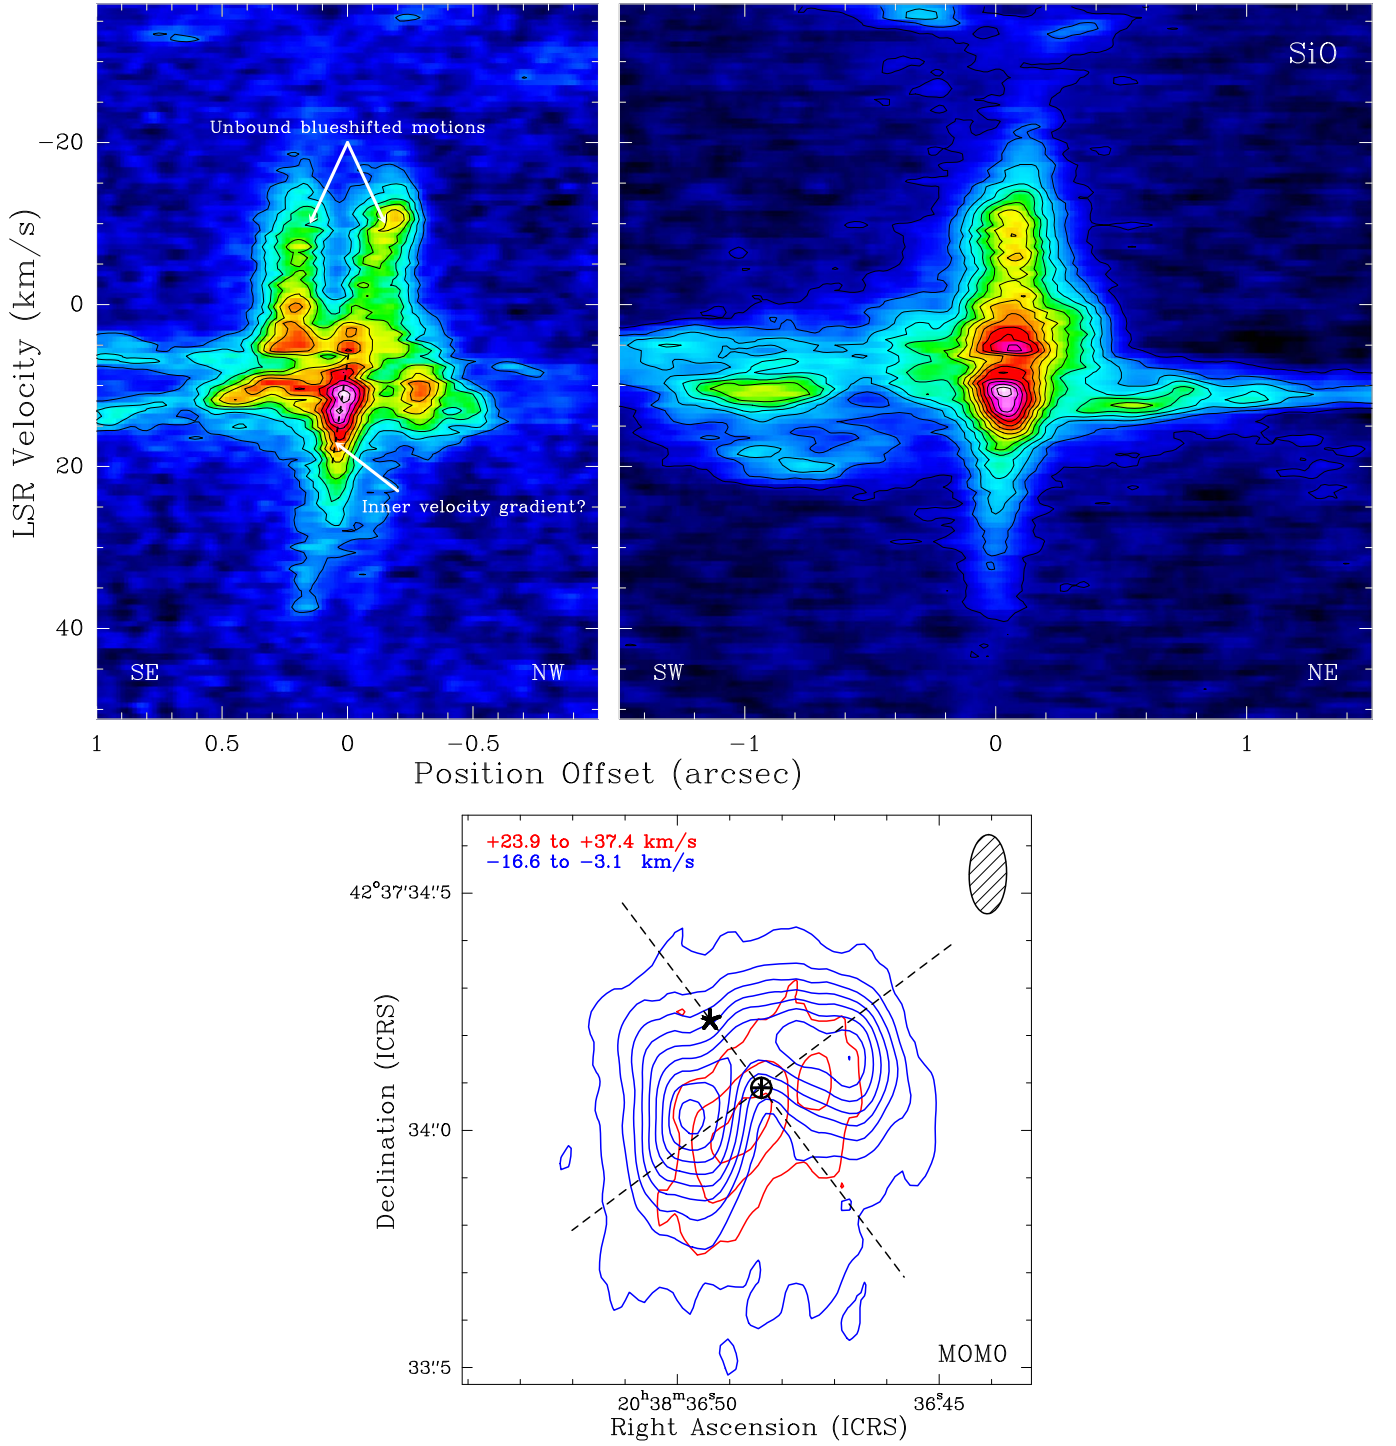 SiO
Unbound blueshifted motions
−20
0
20
40
LSR Velocity (km/s)
Inner velocity gradient?
SE
NW
SW
NE
1
0.5
0
−0.5
−1
0
1
Position Offset (arcsec)
+23.9 to +37.4 km/s
−16.6 to −3.1 km/s
42°37′34.″5
34.″0
33.″5
Declination (ICRS)
MOMO
20ʰ38ᵐ36.ˢ50
36.ˢ45
Right Ascension (ICRS)